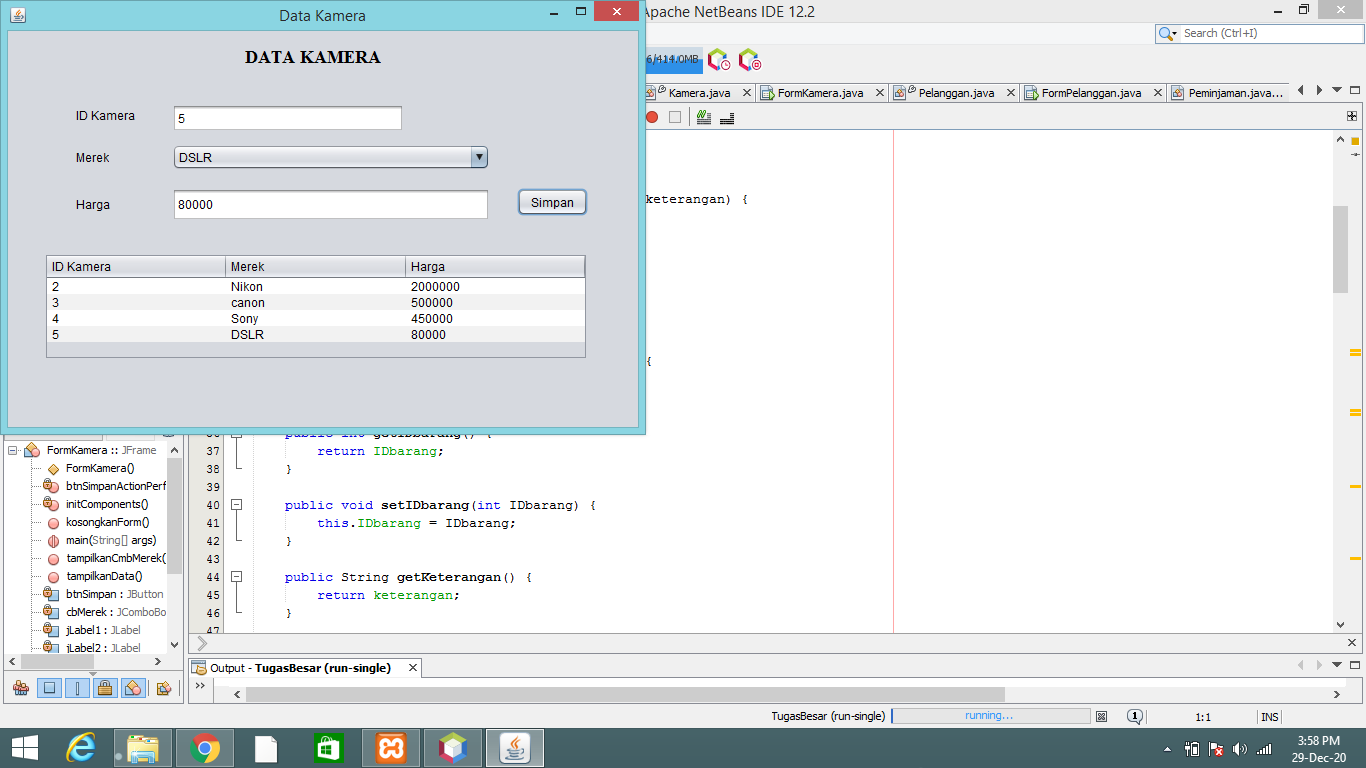 Data Kamera
DATA KAMERA
ID Kamera 5
Merek DSLR
Harga 80000 Simpan
ID Kamera Merek Harga
2 Nikon 2000000
3 canon 500000
4 Sony 450000
5 DSLR 80000
Apache NetBeans IDE 12.2
Search (Ctrl+I)
6/414.0MB
Kamera.java FormKamera.java Pelanggan.java FormPelanggan.java Peminjaman.java...
keterangan) {
{
36 public int getIDbarang() {
37 return IDbarang;
38 }
39
40 public void setIDbarang(int IDbarang) {
41 this.IDbarang = IDbarang;
42 }
43
44 public String getKeterangan() {
45 return keterangan;
46 }
47
FormKamera :: JFrame
FormKamera()
btnSimpanActionPerf
initComponents()
kosongkanForm()
main(String[] args)
tampilkanCmbMerek(
tampilkanData()
btnSimpan : JButton
cbMerek : JComboBo
jLabel1 : JLabel
jLabel2 : JLabel
Output - TugasBesar (run-single)
TugasBesar (run-single) running... 1 1:1 INS
3:58 PM
29-Dec-20